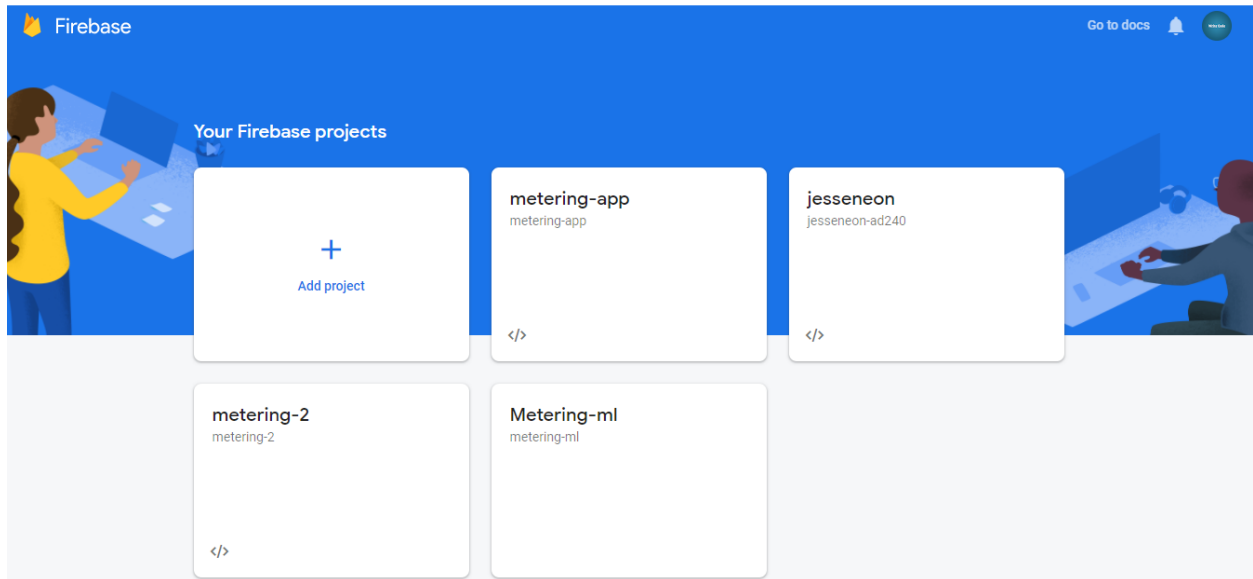 Firebase
Go to docs
Your Firebase projects
Add project
metering-app
metering-app
</>
jesseneon
jesseneon-ad240
</>
metering-2
metering-2
</>
Metering-ml
metering-ml